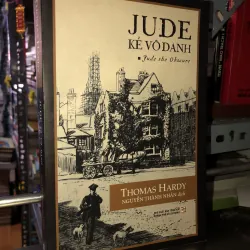 JUDE
KẺ VÔ DANH
Jude the Obscure
THOMAS HARDY
NGUYỄN THÀNH NHÂN dịch